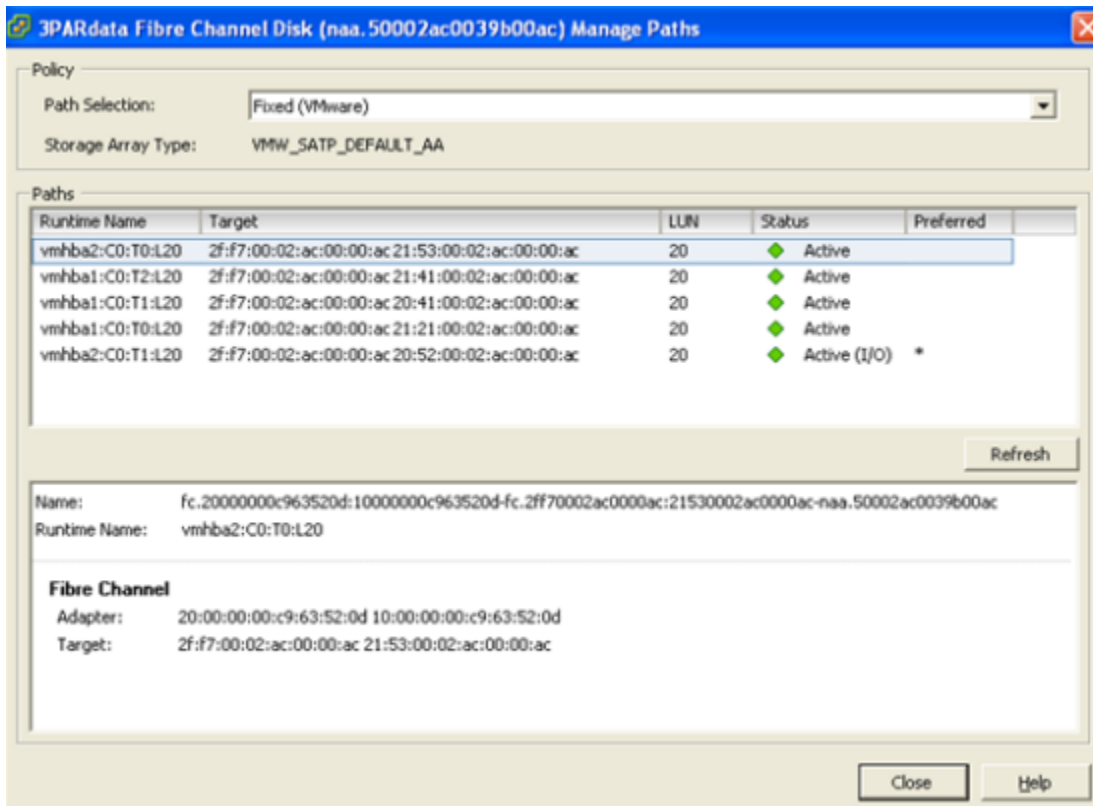 3PARdata Fibre Channel Disk (naa.50002ac0039b00ac) Manage Paths
Policy
Path Selection: Fixed (VMware)
Storage Array Type: VMW_SATP_DEFAULT_AA
Paths
Runtime Name Target LUN Status Preferred
vmhba2:C0:T0:L20 2f:f7:00:02:ac:00:00:ac 21:53:00:02:ac:00:00:ac 20 Active
vmhba1:C0:T2:L20 2f:f7:00:02:ac:00:00:ac 21:41:00:02:ac:00:00:ac 20 Active
vmhba1:C0:T1:L20 2f:f7:00:02:ac:00:00:ac 20:41:00:02:ac:00:00:ac 20 Active
vmhba1:C0:T0:L20 2f:f7:00:02:ac:00:00:ac 21:21:00:02:ac:00:00:ac 20 Active
vmhba2:C0:T1:L20 2f:f7:00:02:ac:00:00:ac 20:52:00:02:ac:00:00:ac 20 Active (I/O) *
Refresh
Name: fc.20000000c963520d:10000000c963520d-fc.2ff70002ac0000ac:21530002ac0000ac-naa.50002ac0039b00ac
Runtime Name: vmhba2:C0:T0:L20
Fibre Channel
Adapter: 20:00:00:00:c9:63:52:0d 10:00:00:00:c9:63:52:0d
Target: 2f:f7:00:02:ac:00:00:ac 21:53:00:02:ac:00:00:ac
Close Help